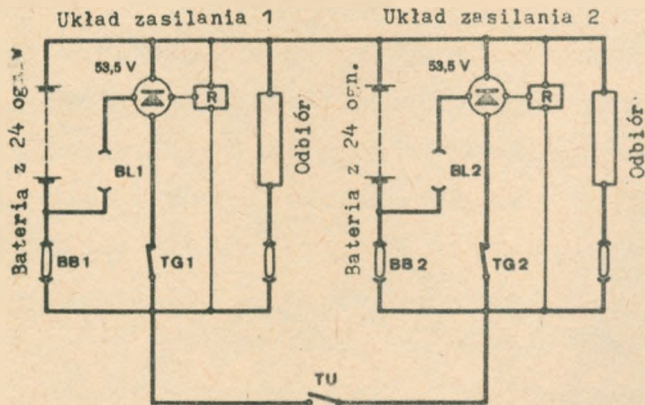 Układ zasilania 1
Układ zasilania 2
53,5 V
R
BL1
BB1
TG1
Odbiór
Bateria z 24 ogn.w
53,5 V
R
BL2
BB2
TG2
Odbiór
Bateria z 24 ogn.
TU